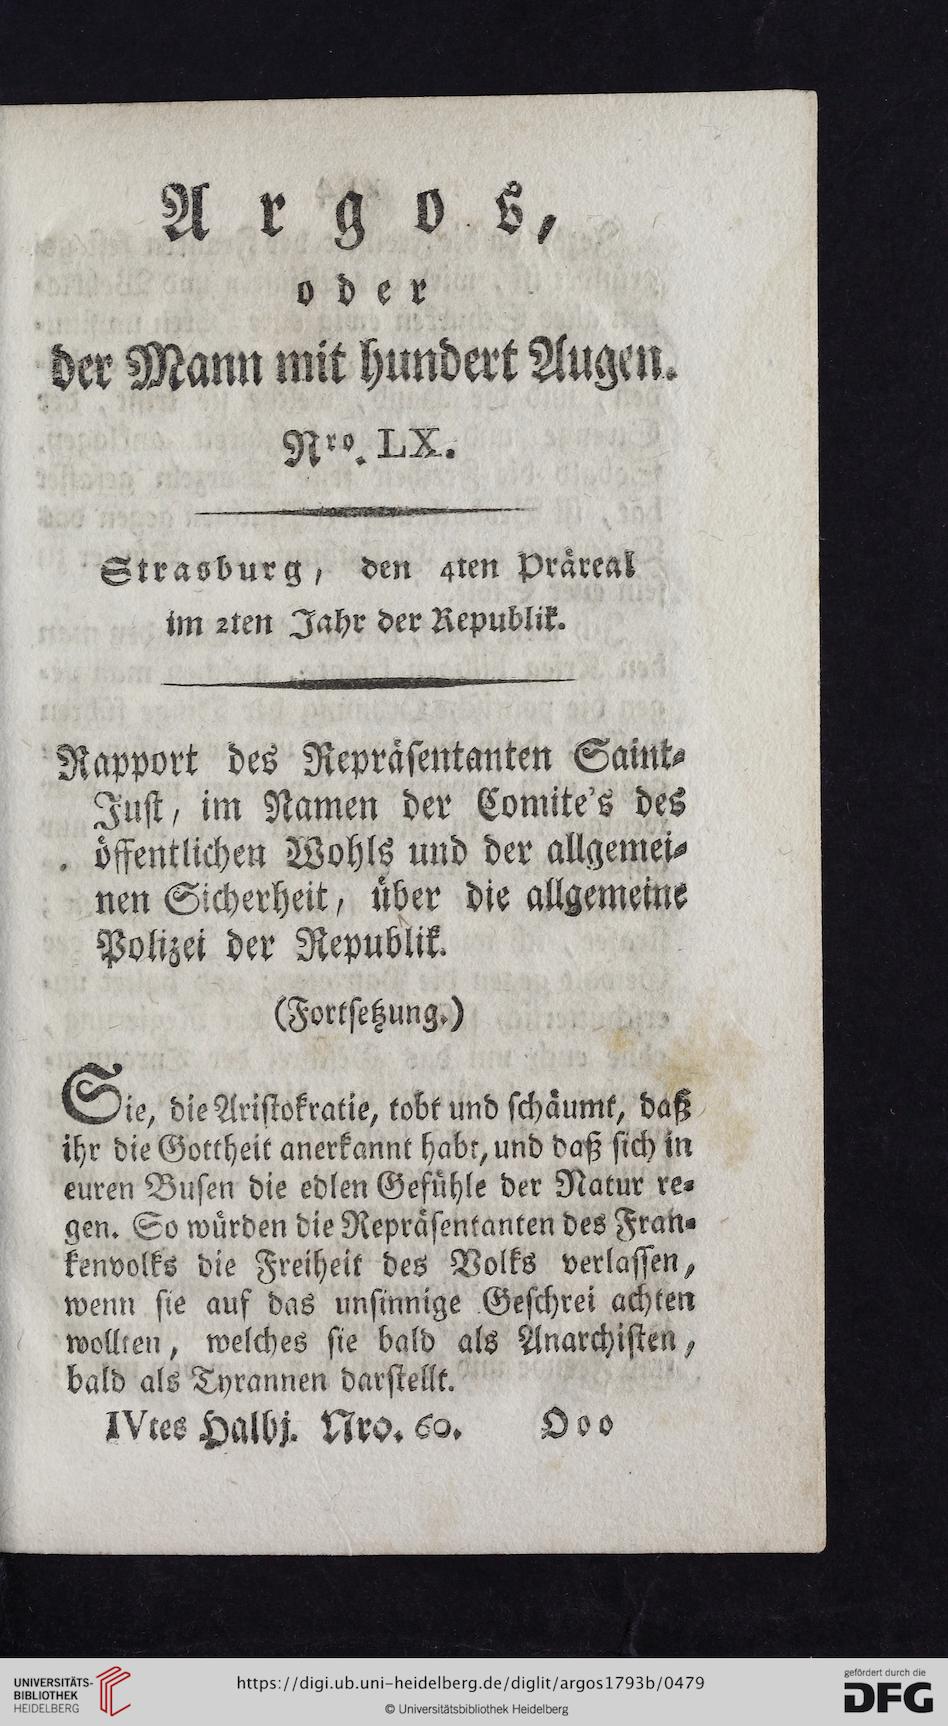 Argos,
oder
der Mann mit hundert Augen.
Nro. LX.
Strasburg, den 4ten Präreal
im 2ten Jahr der Republik.
Rapport des Repräsentanten Saint-
Just, im Namen der Comite's des
öffentlichen Wohls und der allgemei-
nen Sicherheit, über die allgemeine
Polizei der Republik.
(Fortsetzung.)
Sie, die Aristokratie, tobt und schäumt, daß
ihr die Gottheit anerkannt habt, und daß sich in
euren Busen die edlen Gefühle der Natur re-
gen. So würden die Repräsentanten des Fran-
kenvolks die Freiheit des Volks verlassen,
wenn sie auf das unsinnige Geschrei achten
wollten, welches sie bald als Anarchisten,
bald als Tyrannen darstellt.
IVtes Halbj. Nro. 60. Ooo
UNIVERSITÄTS-
BIBLIOTHEK
HEIDELBERG
https://digi.ub.uni-heidelberg.de/diglit/argos1793b/0479
© Universitätsbibliothek Heidelberg
gefördert durch die
DFG